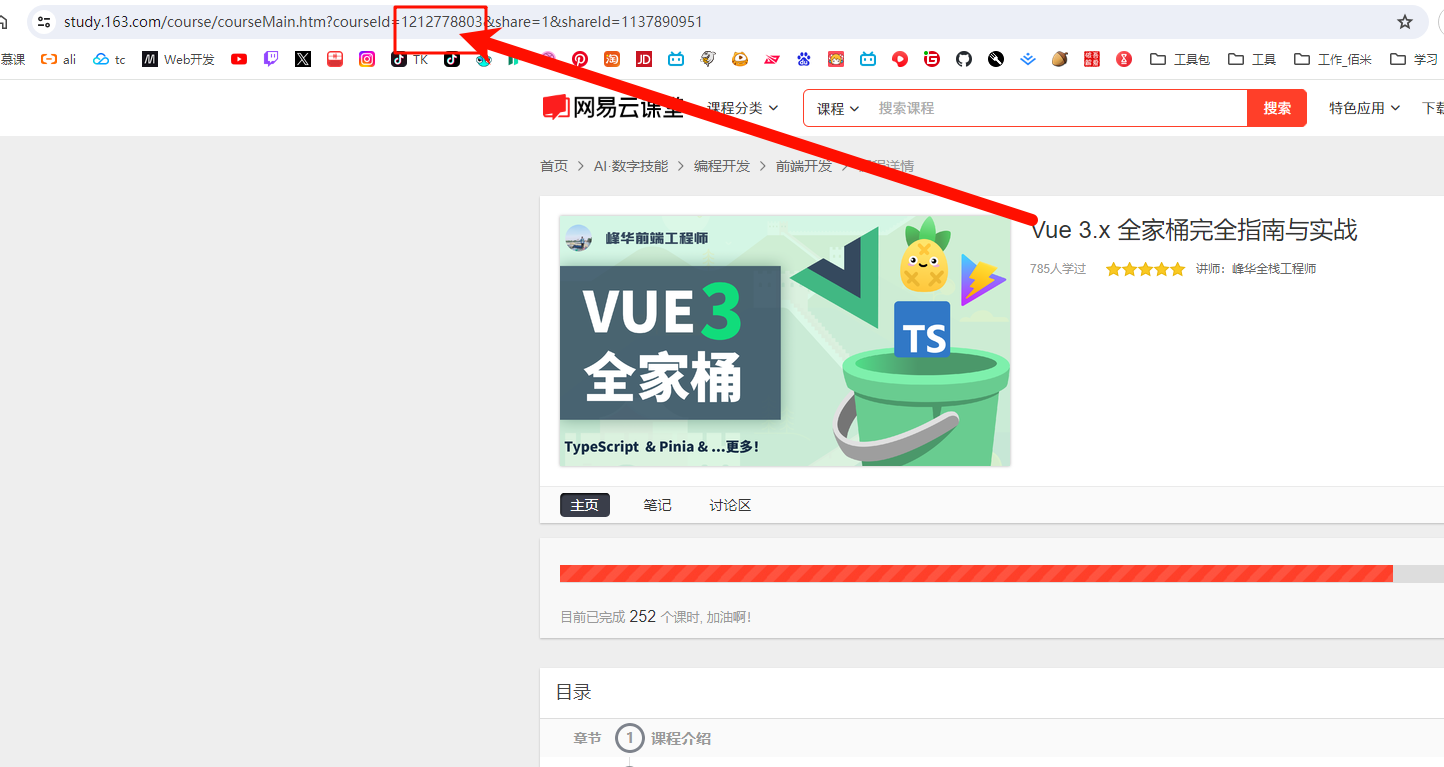 study.163.com/course/courseMain.htm?courseId=1212778803&share=1&shareId=1137890951
慕课 ali tc Web开发 TK 工具包 工具 工作_佰米 学习
网易云课堂 课程分类 课程 搜索课程 搜索 特色应用 下载
首页 AI·数字技能 编程开发 前端开发 课程详情
峰华前端工程师
VUE 3
全家桶
TS
TypeScript & Pinia & ...更多!
Vue 3.x 全家桶完全指南与实战
785人学过 讲师：峰华全栈工程师
主页 笔记 讨论区
目前已完成 252 个课时, 加油啊!
目录
章节 1 课程介绍